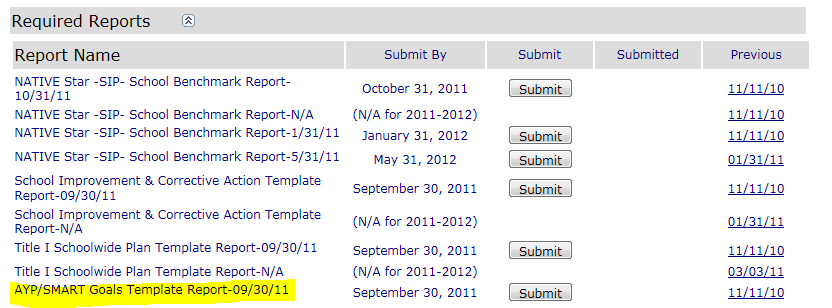 Required Reports
Report Name Submit By Submit Submitted Previous
NATIVE Star -SIP- School Benchmark Report-
10/31/11 October 31, 2011 Submit 11/11/10
NATIVE Star -SIP- School Benchmark Report-N/A (N/A for 2011-2012) 11/11/10
NATIVE Star -SIP- School Benchmark Report-1/31/11 January 31, 2012 Submit 11/11/10
NATIVE Star -SIP- School Benchmark Report-5/31/11 May 31, 2012 Submit 01/31/11
School Improvement & Corrective Action Template
Report-09/30/11 September 30, 2011 Submit 11/11/10
School Improvement & Corrective Action Template
Report-N/A (N/A for 2011-2012) 01/31/11
Title I Schoolwide Plan Template Report-09/30/11 September 30, 2011 Submit 11/11/10
Title I Schoolwide Plan Template Report-N/A (N/A for 2011-2012) 03/03/11
AYP/SMART Goals Template Report-09/30/11 September 30, 2011 Submit 11/11/10